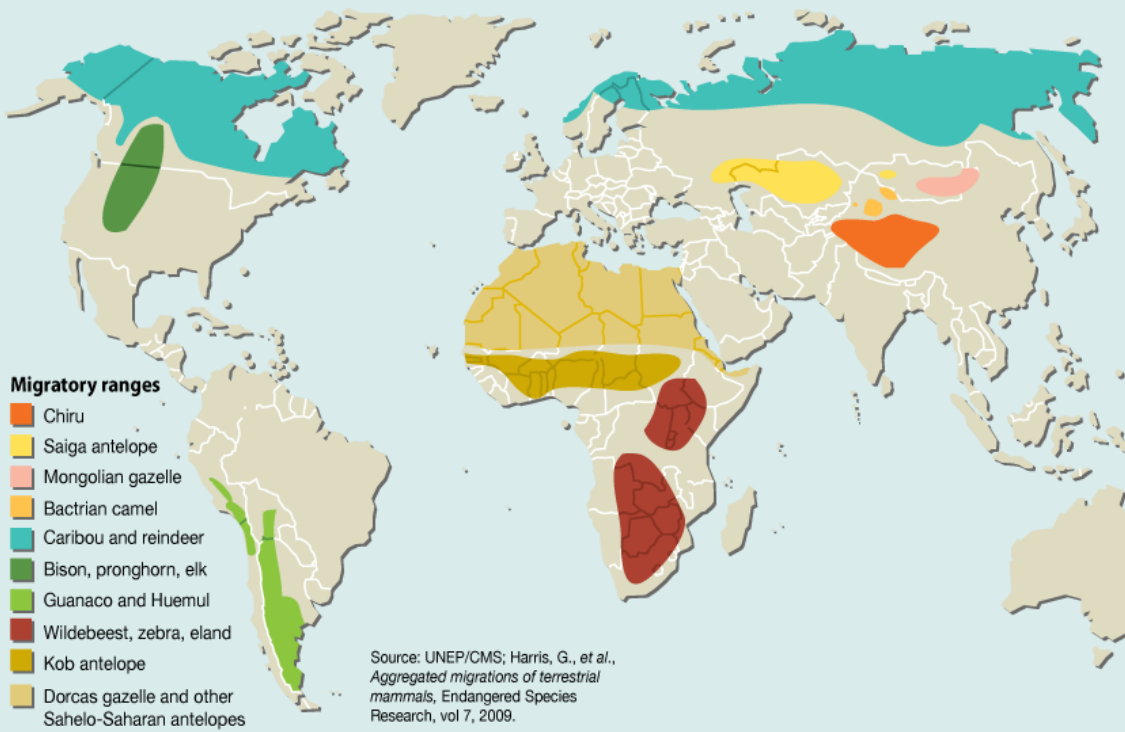 Migratory ranges
Chiru
Saiga antelope
Mongolian gazelle
Bactrian camel
Caribou and reindeer
Bison, pronghorn, elk
Guanaco and Huemul
Wildebeest, zebra, eland
Kob antelope
Dorcas gazelle and other
Sahelo-Saharan antelopes
Source: UNEP/CMS; Harris, G., et al.,
Aggregated migrations of terrestrial
mammals, Endangered Species
Research, vol 7, 2009.